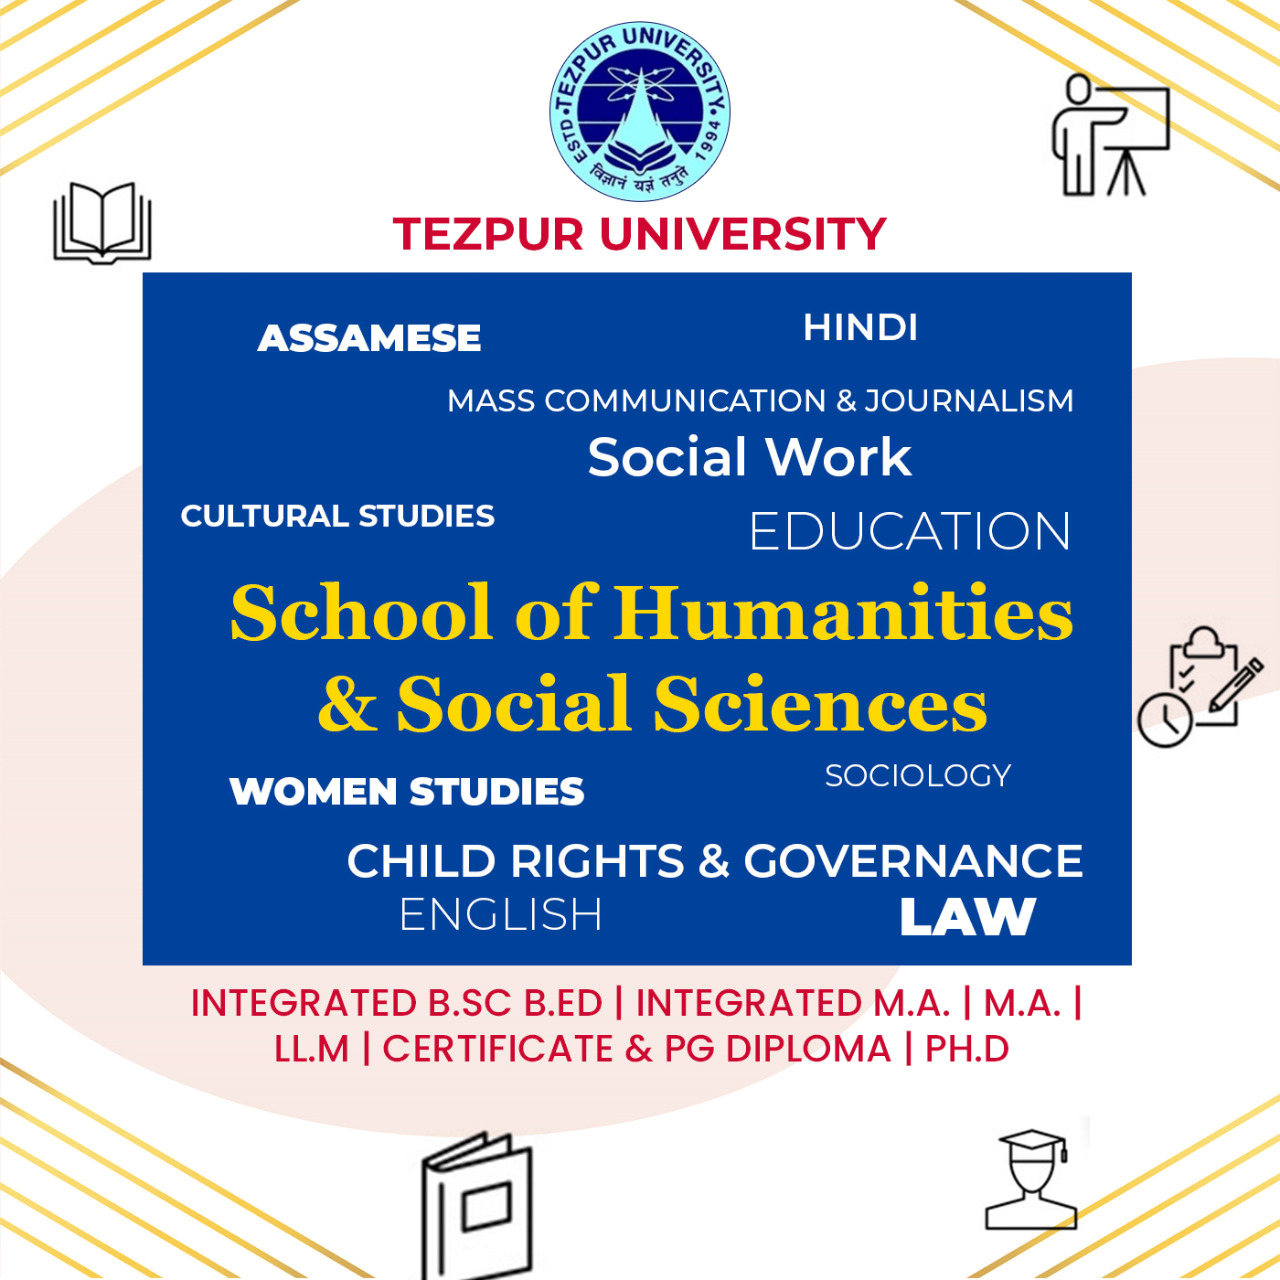 TEZPUR UNIVERSITY
ESTD
1994
विज्ञानं यज्ञं तनुते
TEZPUR UNIVERSITY
ASSAMESE
HINDI
MASS COMMUNICATION & JOURNALISM
Social Work
CULTURAL STUDIES
EDUCATION
School of Humanities
& Social Sciences
WOMEN STUDIES
SOCIOLOGY
CHILD RIGHTS & GOVERNANCE
ENGLISH
LAW
INTEGRATED B.SC B.ED | INTEGRATED M.A. | M.A. |
LL.M | CERTIFICATE & PG DIPLOMA | PH.D